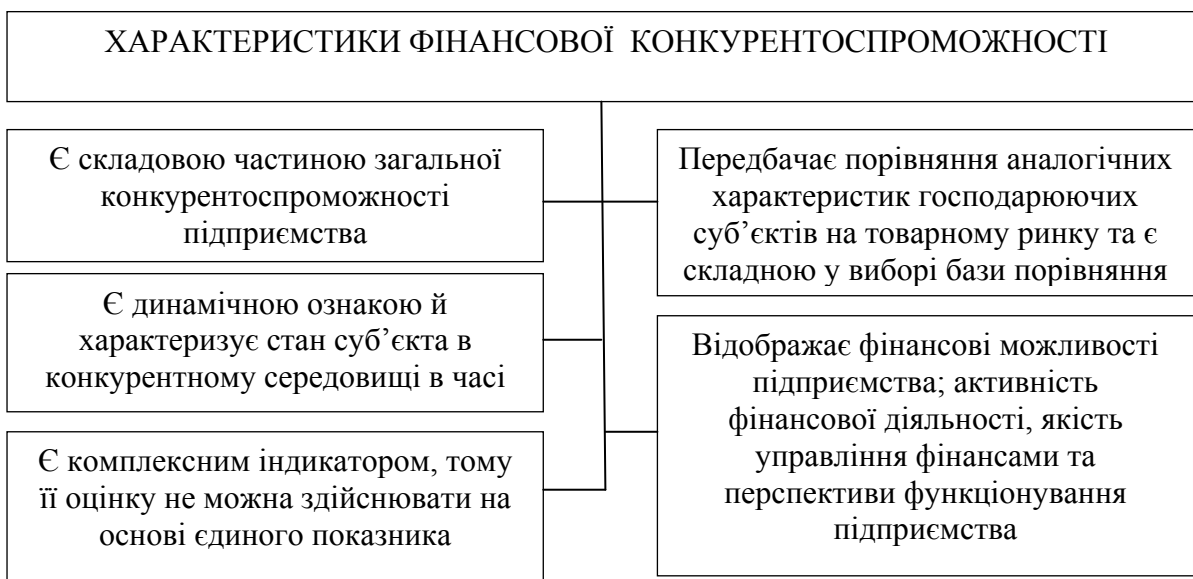 ХАРАКТЕРИСТИКИ ФІНАНСОВОЇ КОНКУРЕНТОСПРОМОЖНОСТІ
Є складовою частиною загальної
конкурентоспроможності
підприємства
Є динамічною ознакою й
характеризує стан суб’єкта в
конкурентному середовищі в часі
Є комплексним індикатором, тому
її оцінку не можна здійснювати на
основі єдиного показника
Передбачає порівняння аналогічних
характеристик господарюючих
суб’єктів на товарному ринку та є
складною у виборі бази порівняння
Відображає фінансові можливості
підприємства; активність
фінансової діяльності, якість
управління фінансами та
перспективи функціонування
підприємства